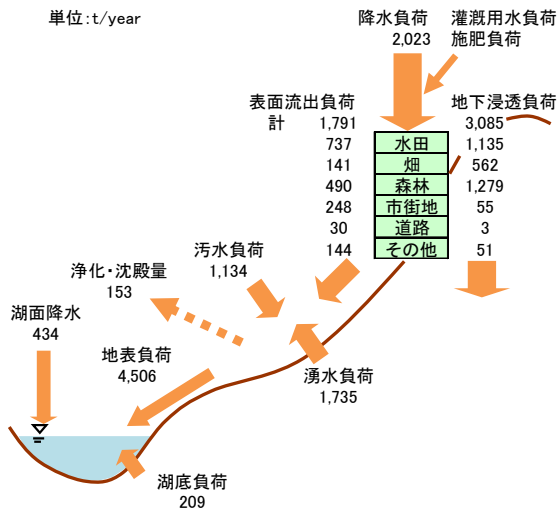 単位:t/year
降水負荷
2,023
灌漑用水負荷
施肥負荷
表面流出負荷
計 1,791
地下浸透負荷
3,085
737 水田 1,135
141 畑 562
490 森林 1,279
248 市街地 55
30 道路 3
144 その他 51
汚水負荷
1,134
浄化・沈殿量
153
湖面降水
434
地表負荷
4,506
湧水負荷
1,735
湖底負荷
209